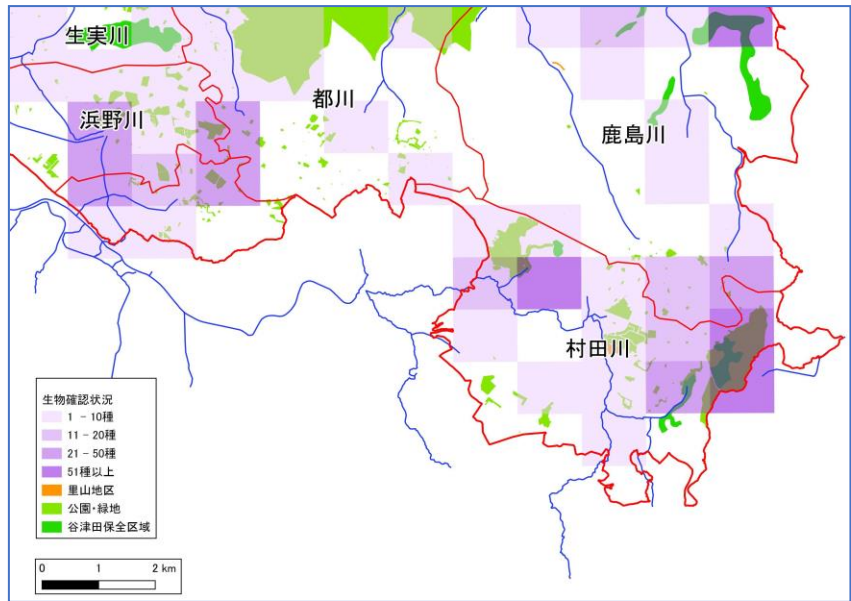 生実川
都川
浜野川
鹿島川
村田川
生物確認状況
1 - 10種
11 - 20種
21 - 50種
51種以上
里山地区
公園・緑地
谷津田保全区域
0 1 2 km